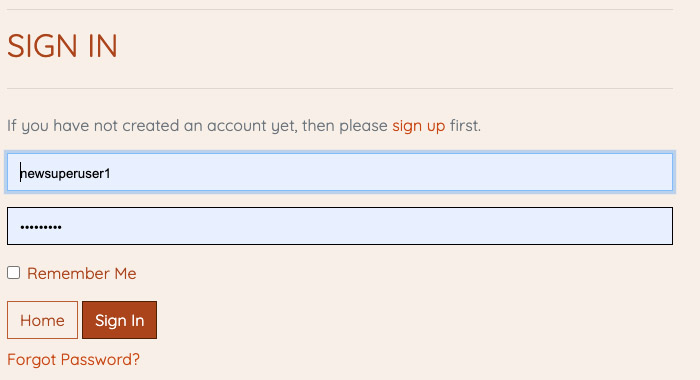 SIGN IN
If you have not created an account yet, then please sign up first.
newsuperuser1
•••••••••
Remember Me
Home Sign In
Forgot Password?